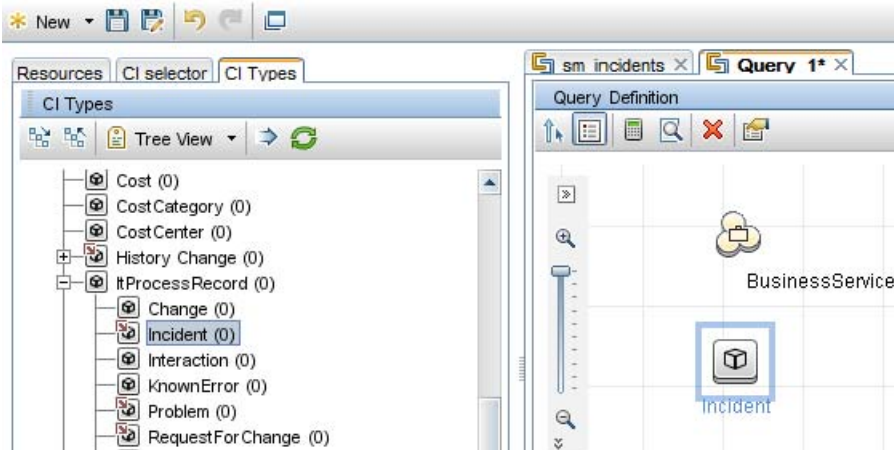 New
Resources CI selector CI Types
CI Types
Tree View
Cost (0)
CostCategory (0)
CostCenter (0)
History Change (0)
ItProcessRecord (0)
Change (0)
Incident (0)
Interaction (0)
KnownError (0)
Problem (0)
RequestForChange (0)
sm incidents Query 1*
Query Definition
BusinessService
Incident